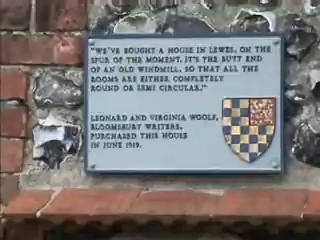 "WE'VE BOUGHT A HOUSE IN LEWES, ON THE
SPUR OF THE MOMENT. IT'S THE BUTT END
OF AN OLD WINDMILL, SO THAT ALL THE
ROOMS ARE EITHER COMPLETELY
ROUND OR SEMI CIRCULAR."
LEONARD AND VIRGINIA WOOLF,
BLOOMSBURY WRITERS,
PURCHASED THIS HOUSE
IN JUNE 1919.